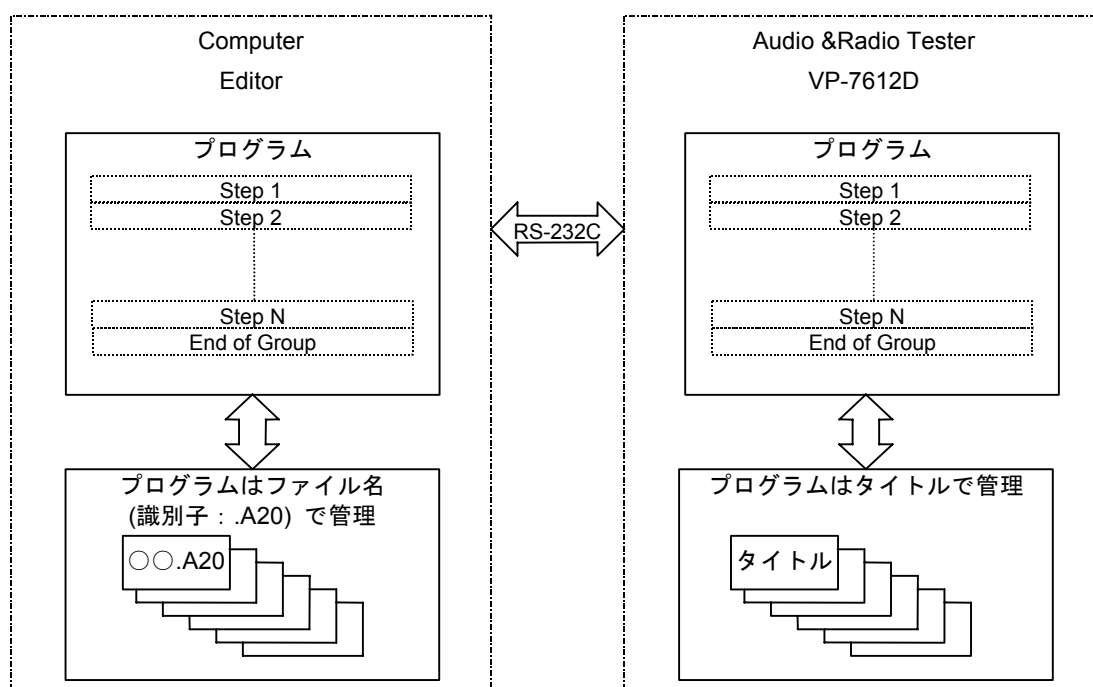 Computer
Editor
プログラム
Step 1
Step 2
Step N
End of Group
プログラムはファイル名
(識別子：.A20) で管理
○○.A20
RS-232C
Audio &Radio Tester
VP-7612D
プログラム
Step 1
Step 2
Step N
End of Group
プログラムはタイトルで管理
タイトル